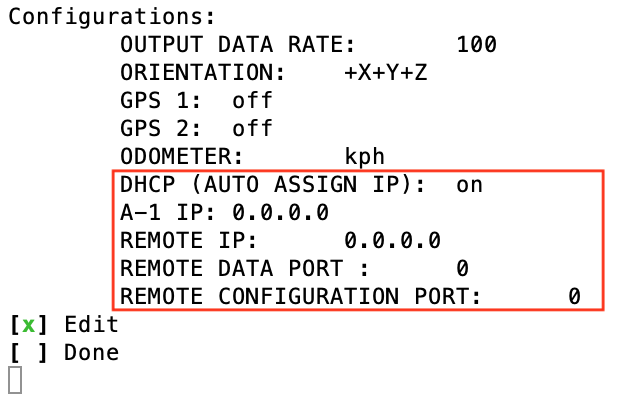 Configurations:
OUTPUT DATA RATE: 100
ORIENTATION: +X+Y+Z
GPS 1: off
GPS 2: off
ODOMETER: kph
DHCP (AUTO ASSIGN IP): on
A-1 IP: 0.0.0.0
REMOTE IP: 0.0.0.0
REMOTE DATA PORT : 0
REMOTE CONFIGURATION PORT: 0
[x] Edit
[ ] Done